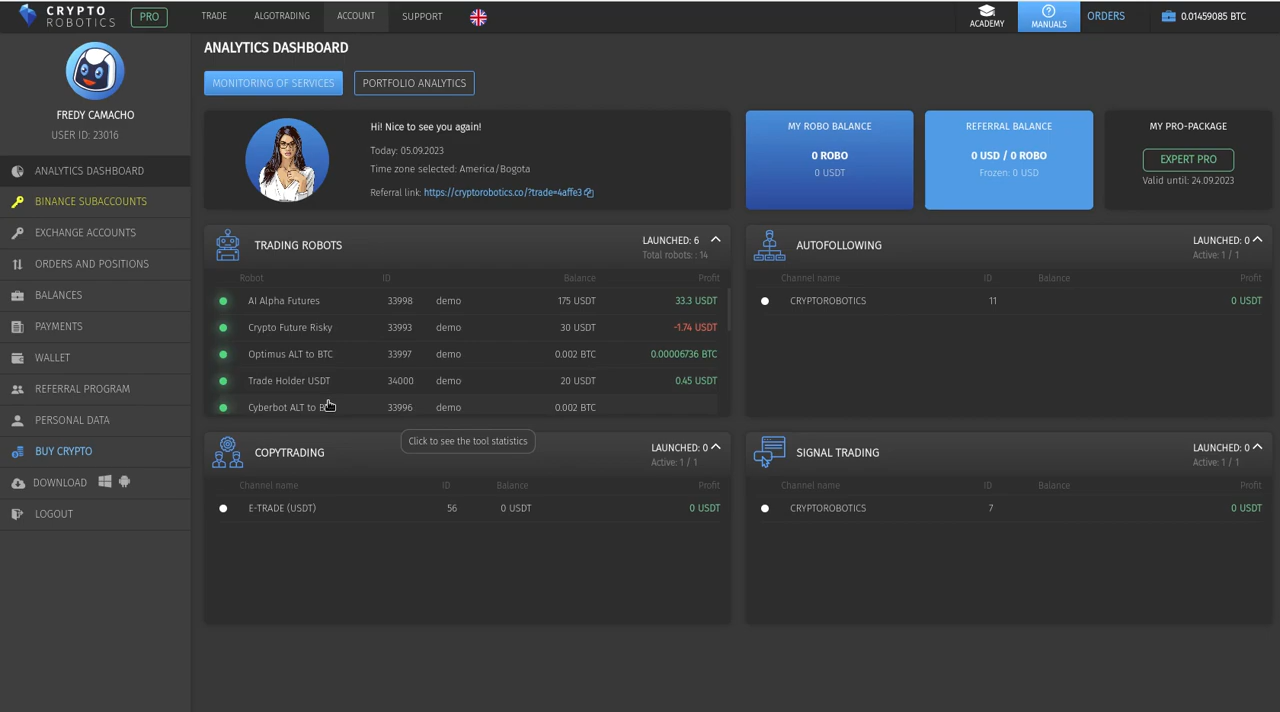 CRYPTO
ROBOTICS
PRO
TRADE
ALGOTRADING
ACCOUNT
SUPPORT
ACADEMY
MANUALS
ORDERS
0.01459085 BTC
FREDY CAMACHO
USER ID: 23016
ANALYTICS DASHBOARD
BINANCE SUBACCOUNTS
EXCHANGE ACCOUNTS
ORDERS AND POSITIONS
BALANCES
PAYMENTS
WALLET
REFERRAL PROGRAM
PERSONAL DATA
BUY CRYPTO
DOWNLOAD
LOGOUT
ANALYTICS DASHBOARD
MONITORING OF SERVICES
PORTFOLIO ANALYTICS
Hi! Nice to see you again!
Today: 05.09.2023
Time zone selected: America/Bogota
Referral link: https://cryptorobotics.co/?trade=4affe3
MY ROBO BALANCE
0 ROBO
0 USDT
REFERRAL BALANCE
0 USD / 0 ROBO
Frozen: 0 USD
MY PRO-PACKAGE
EXPERT PRO
Valid until: 24.09.2023
TRADING ROBOTS
LAUNCHED: 6
Total robots: : 14
Robot ID Balance Profit
AI Alpha Futures 33998 demo 175 USDT 33.3 USDT
Crypto Future Risky 33993 demo 30 USDT -1.74 USDT
Optimus ALT to BTC 33997 demo 0.002 BTC 0.00006736 BTC
Trade Holder USDT 34000 demo 20 USDT 0.45 USDT
Cyberbot ALT to 33996 demo 0.002 BTC
Click to see the tool statistics
AUTOFOLLOWING
LAUNCHED: 0
Active: 1 / 1
Channel name ID Balance Profit
CRYPTOROBOTICS 11 0 USDT
COPYTRADING
LAUNCHED: 0
Active: 1 / 1
Channel name ID Balance Profit
E-TRADE (USDT) 56 0 USDT 0 USDT
SIGNAL TRADING
LAUNCHED: 0
Active: 1 / 1
Channel name ID Balance Profit
CRYPTOROBOTICS 7 0 USDT